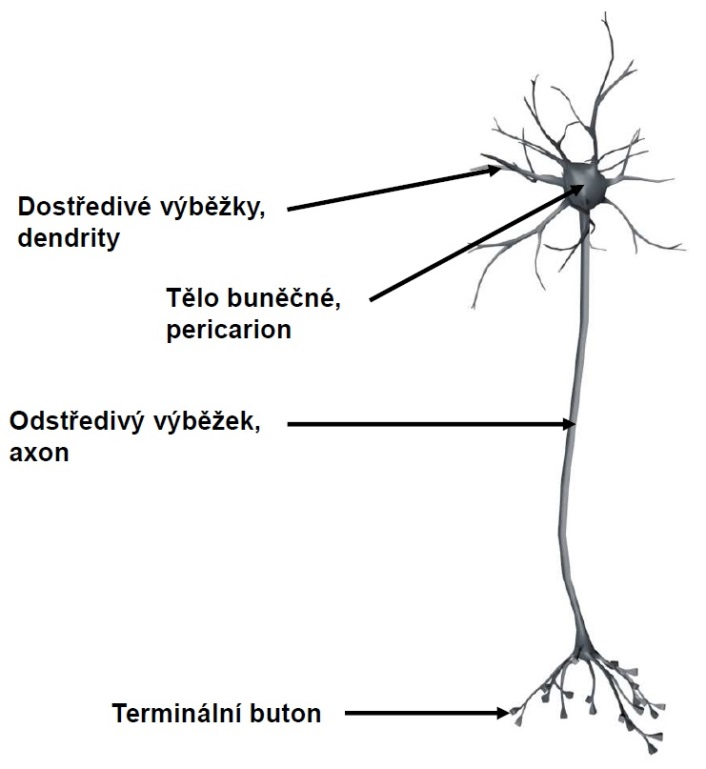 Dostředivé výběžky,
dendrity
Tělo buněčné,
pericarion
Odstředivý výběžek,
axon
Terminální buton